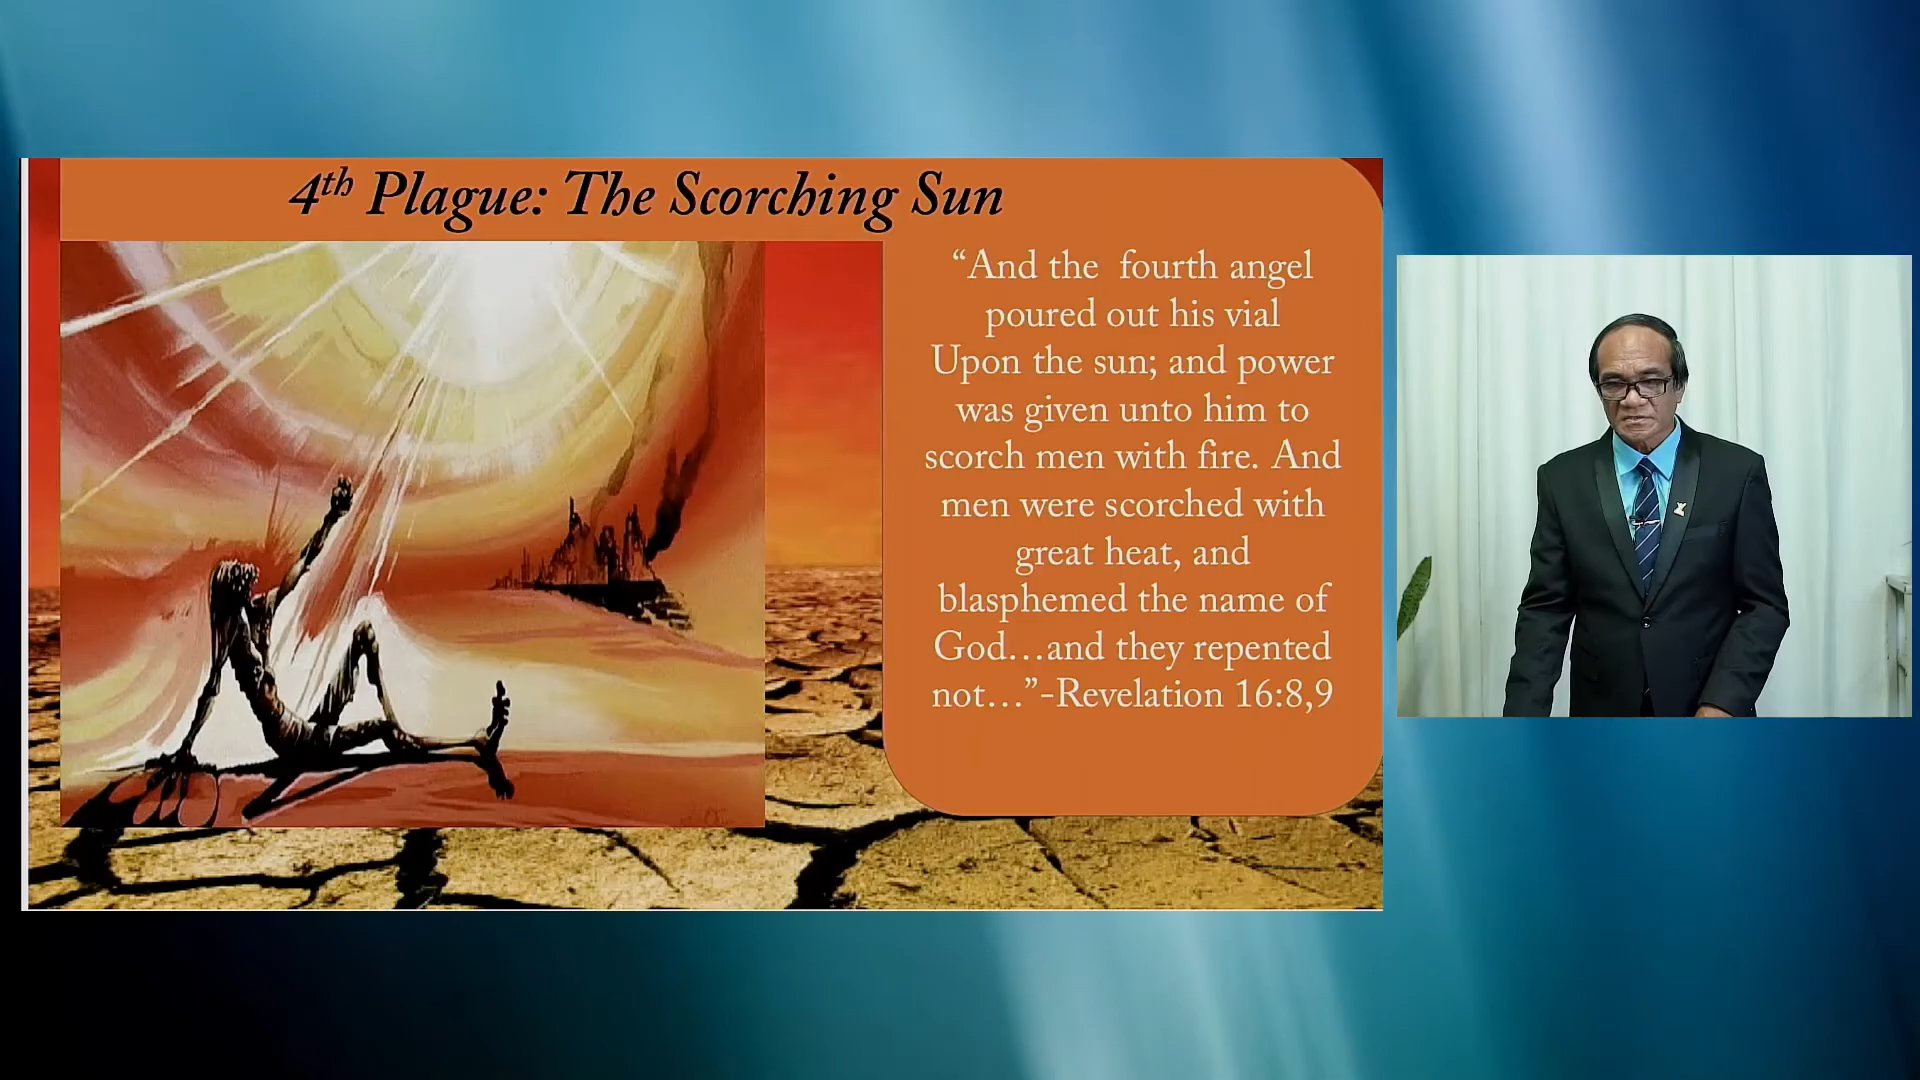 4th Plague: The Scorching Sun
“And the fourth angel
poured out his vial
Upon the sun; and power
was given unto him to
scorch men with fire. And
men were scorched with
great heat, and
blasphemed the name of
God…and they repented
not…”-Revelation 16:8,9